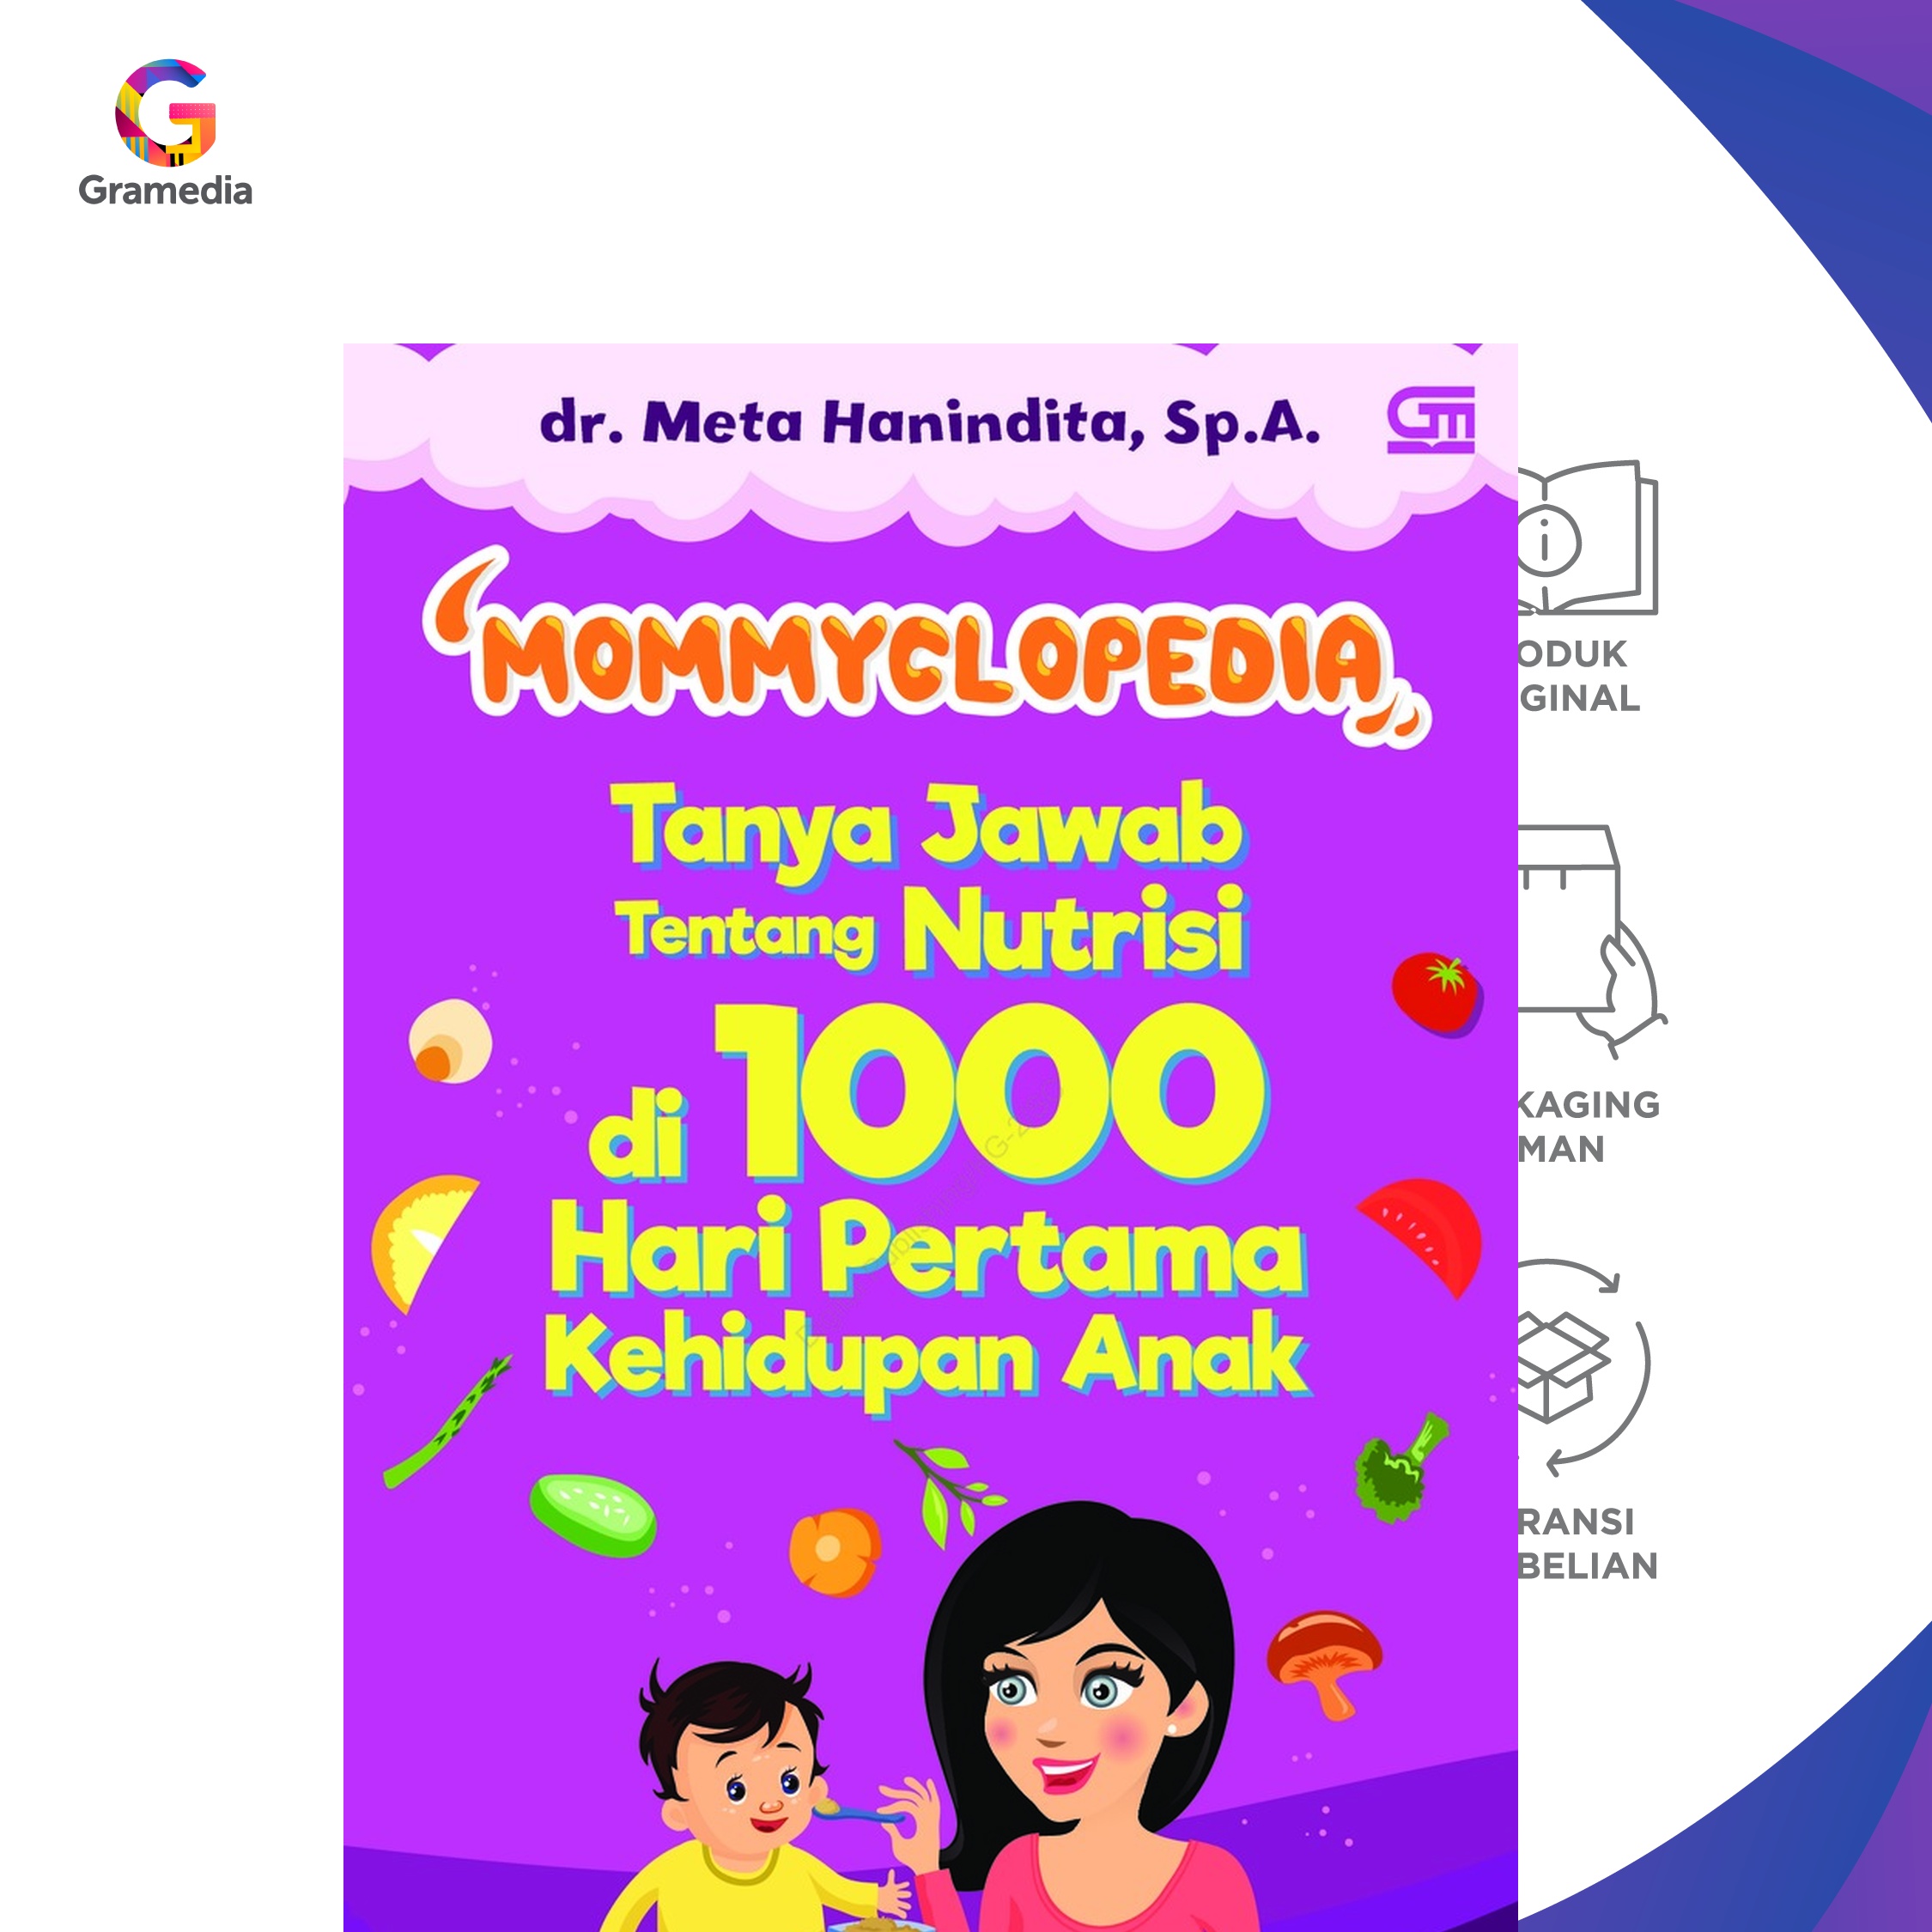 Gramedia
dr. Meta Hanindita, Sp.A.
GM
MOMMYCLOPEDIA
Tanya Jawab
Tentang Nutrisi
di 1000
Hari Pertama
Kehidupan Anak
ODUK
GINAL
KAGING
MAN
RANSI
BELIAN